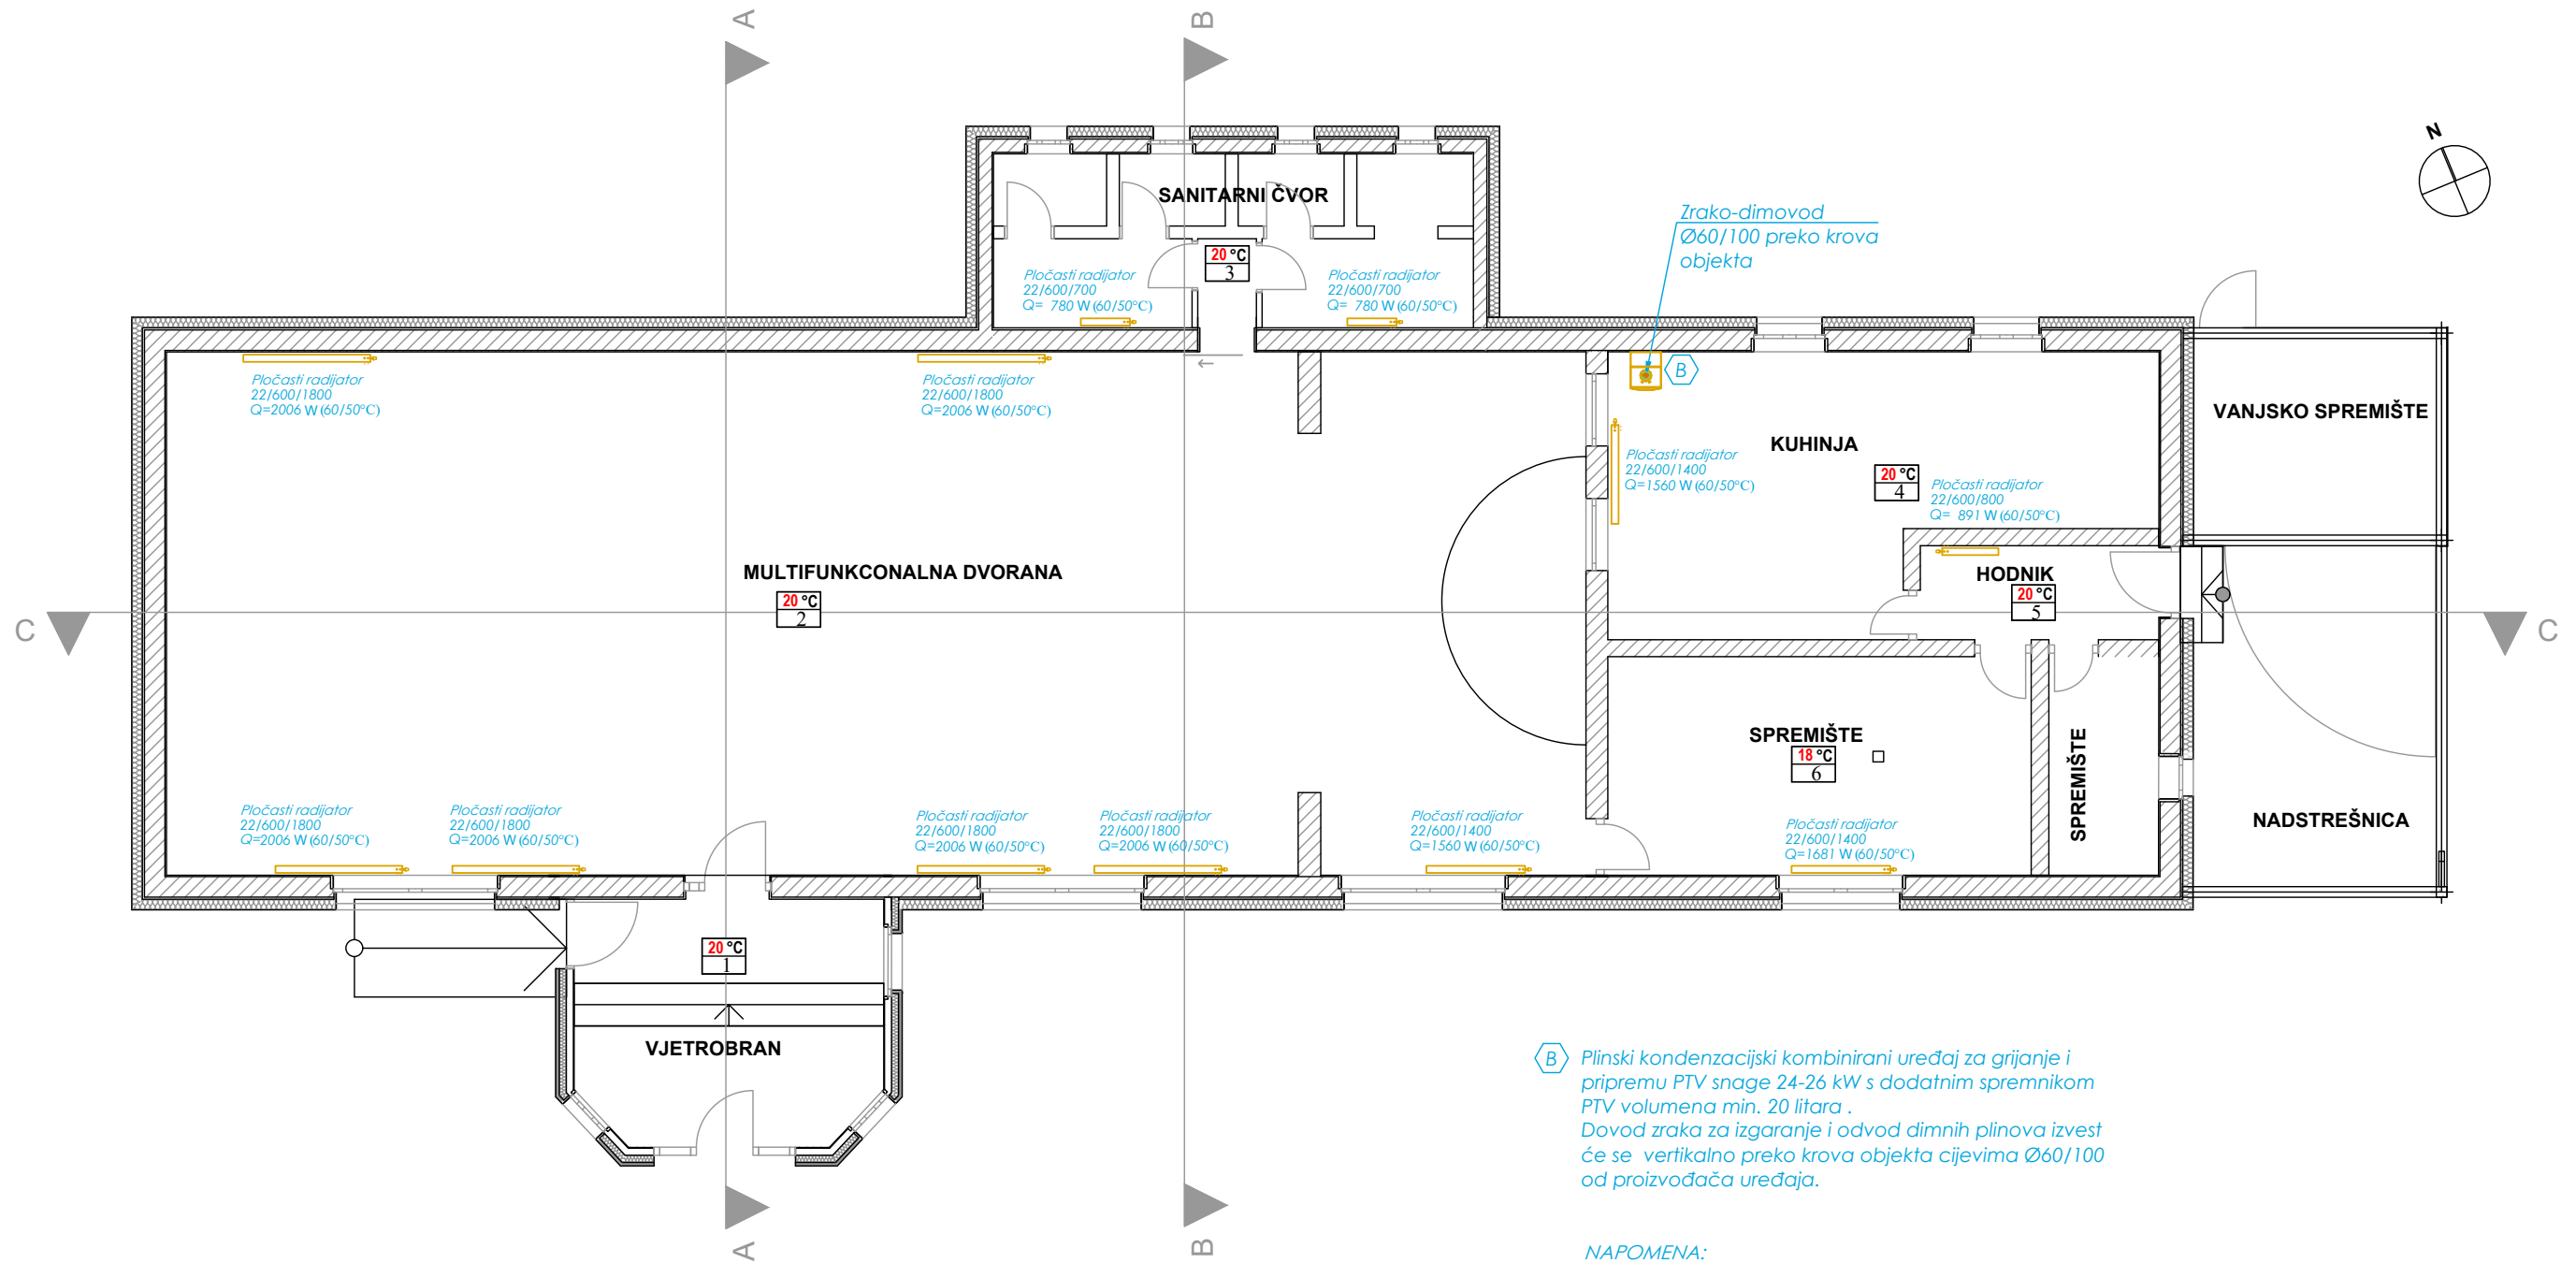 A
B
N
SANITARNI ČVOR
Zrako-dimovod
Ø60/100 preko krova
objekta
20 °C
3
Pločasti radijator
22/600/700
Q= 780 W (60/50°C)
Pločasti radijator
22/600/700
Q= 780 W (60/50°C)
Pločasti radijator
22/600/1800
Q=2006 W (60/50°C)
Pločasti radijator
22/600/1800
Q=2006 W (60/50°C)
B
VANJSKO SPREMIŠTE
KUHINJA
Pločasti radijator
22/600/1400
Q=1560 W (60/50°C)
20 °C
4
Pločasti radijator
22/600/800
Q= 891 W (60/50°C)
MULTIFUNKCONALNA DVORANA
20 °C
2
HODNIK
20 °C
5
C
C
SPREMIŠTE
18 °C
6
SPREMIŠTE
NADSTREŠNICA
Pločasti radijator
22/600/1800
Q=2006 W (60/50°C)
Pločasti radijator
22/600/1800
Q=2006 W (60/50°C)
Pločasti radijator
22/600/1800
Q=2006 W (60/50°C)
Pločasti radijator
22/600/1800
Q=2006 W (60/50°C)
Pločasti radijator
22/600/1400
Q=1560 W (60/50°C)
Pločasti radijator
22/600/1400
Q=1681 W (60/50°C)
20 °C
1
VJETROBRAN
B
Plinski kondenzacijski kombinirani uređaj za grijanje i
pripremu PTV snage 24-26 kW s dodatnim spremnikom
PTV volumena min. 20 litara .
Dovod zraka za izgaranje i odvod dimnih plinova izvest
će se vertikalno preko krova objekta cijevima Ø60/100
od proizvođača uređaja.
A
B
NAPOMENA: